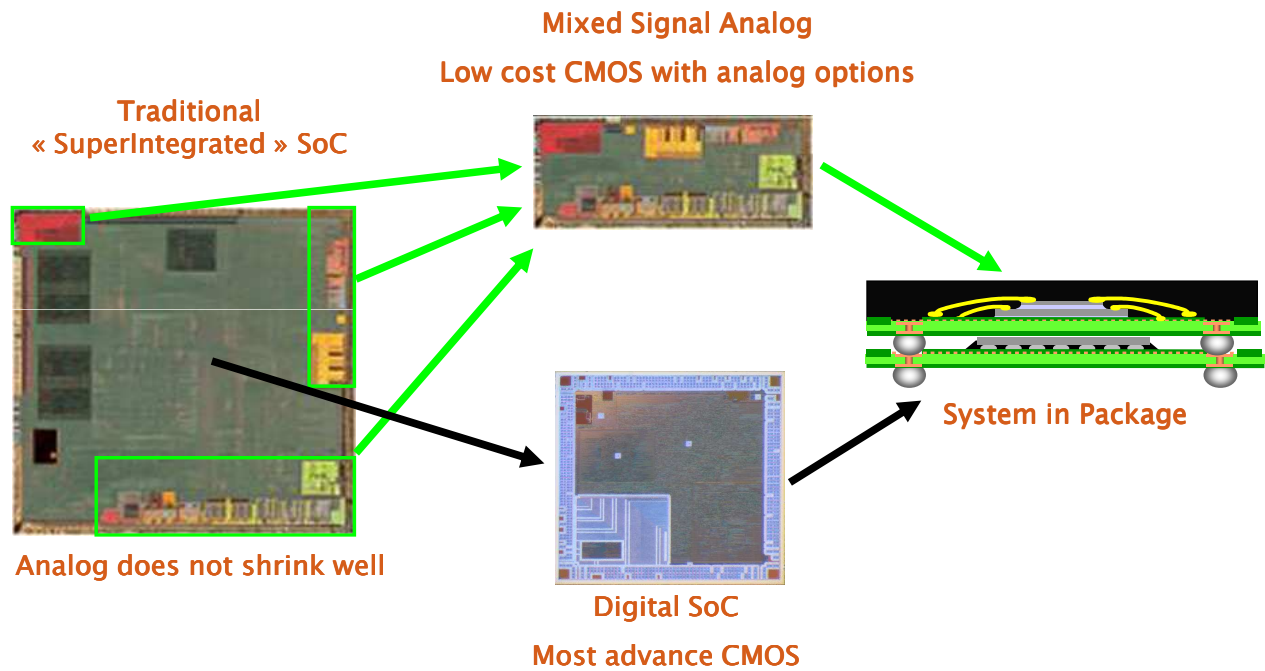 Mixed Signal Analog
Low cost CMOS with analog options
Traditional
« SuperIntegrated » SoC
System in Package
Analog does not shrink well
Digital SoC
Most advance CMOS